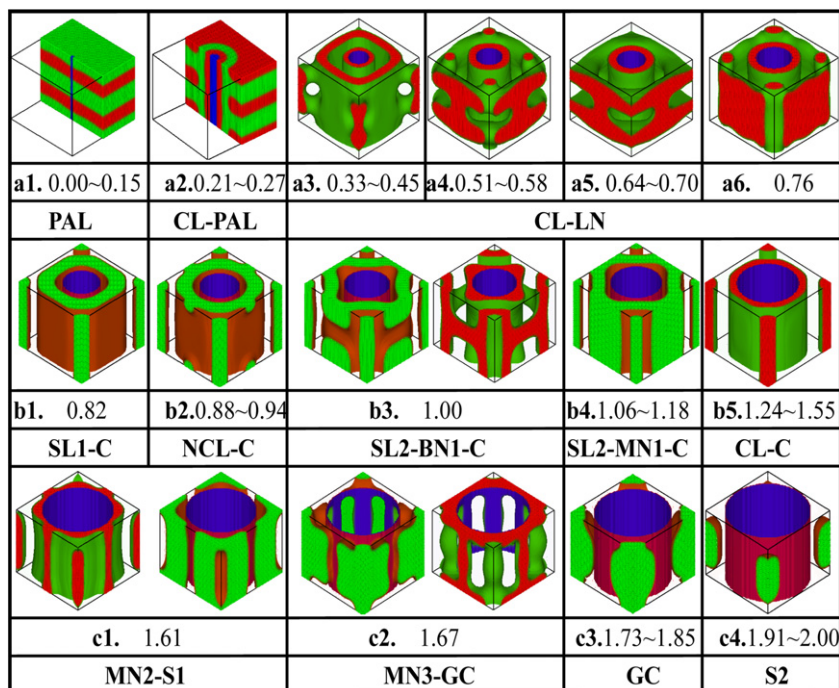 a1. 0.00~0.15 a2. 0.21~0.27 a3. 0.33~0.45 a4.0.51~0.58 a5. 0.64~0.70 a6. 0.76
PAL CL-PAL CL-LN
b1. 0.82 b2.0.88~0.94 b3. 1.00 b4.1.06~1.18 b5.1.24~1.55
SL1-C NCL-C SL2-BN1-C SL2-MN1-C CL-C
c1. 1.61 c2. 1.67 c3.1.73~1.85 c4.1.91~2.00
MN2-S1 MN3-GC GC S2